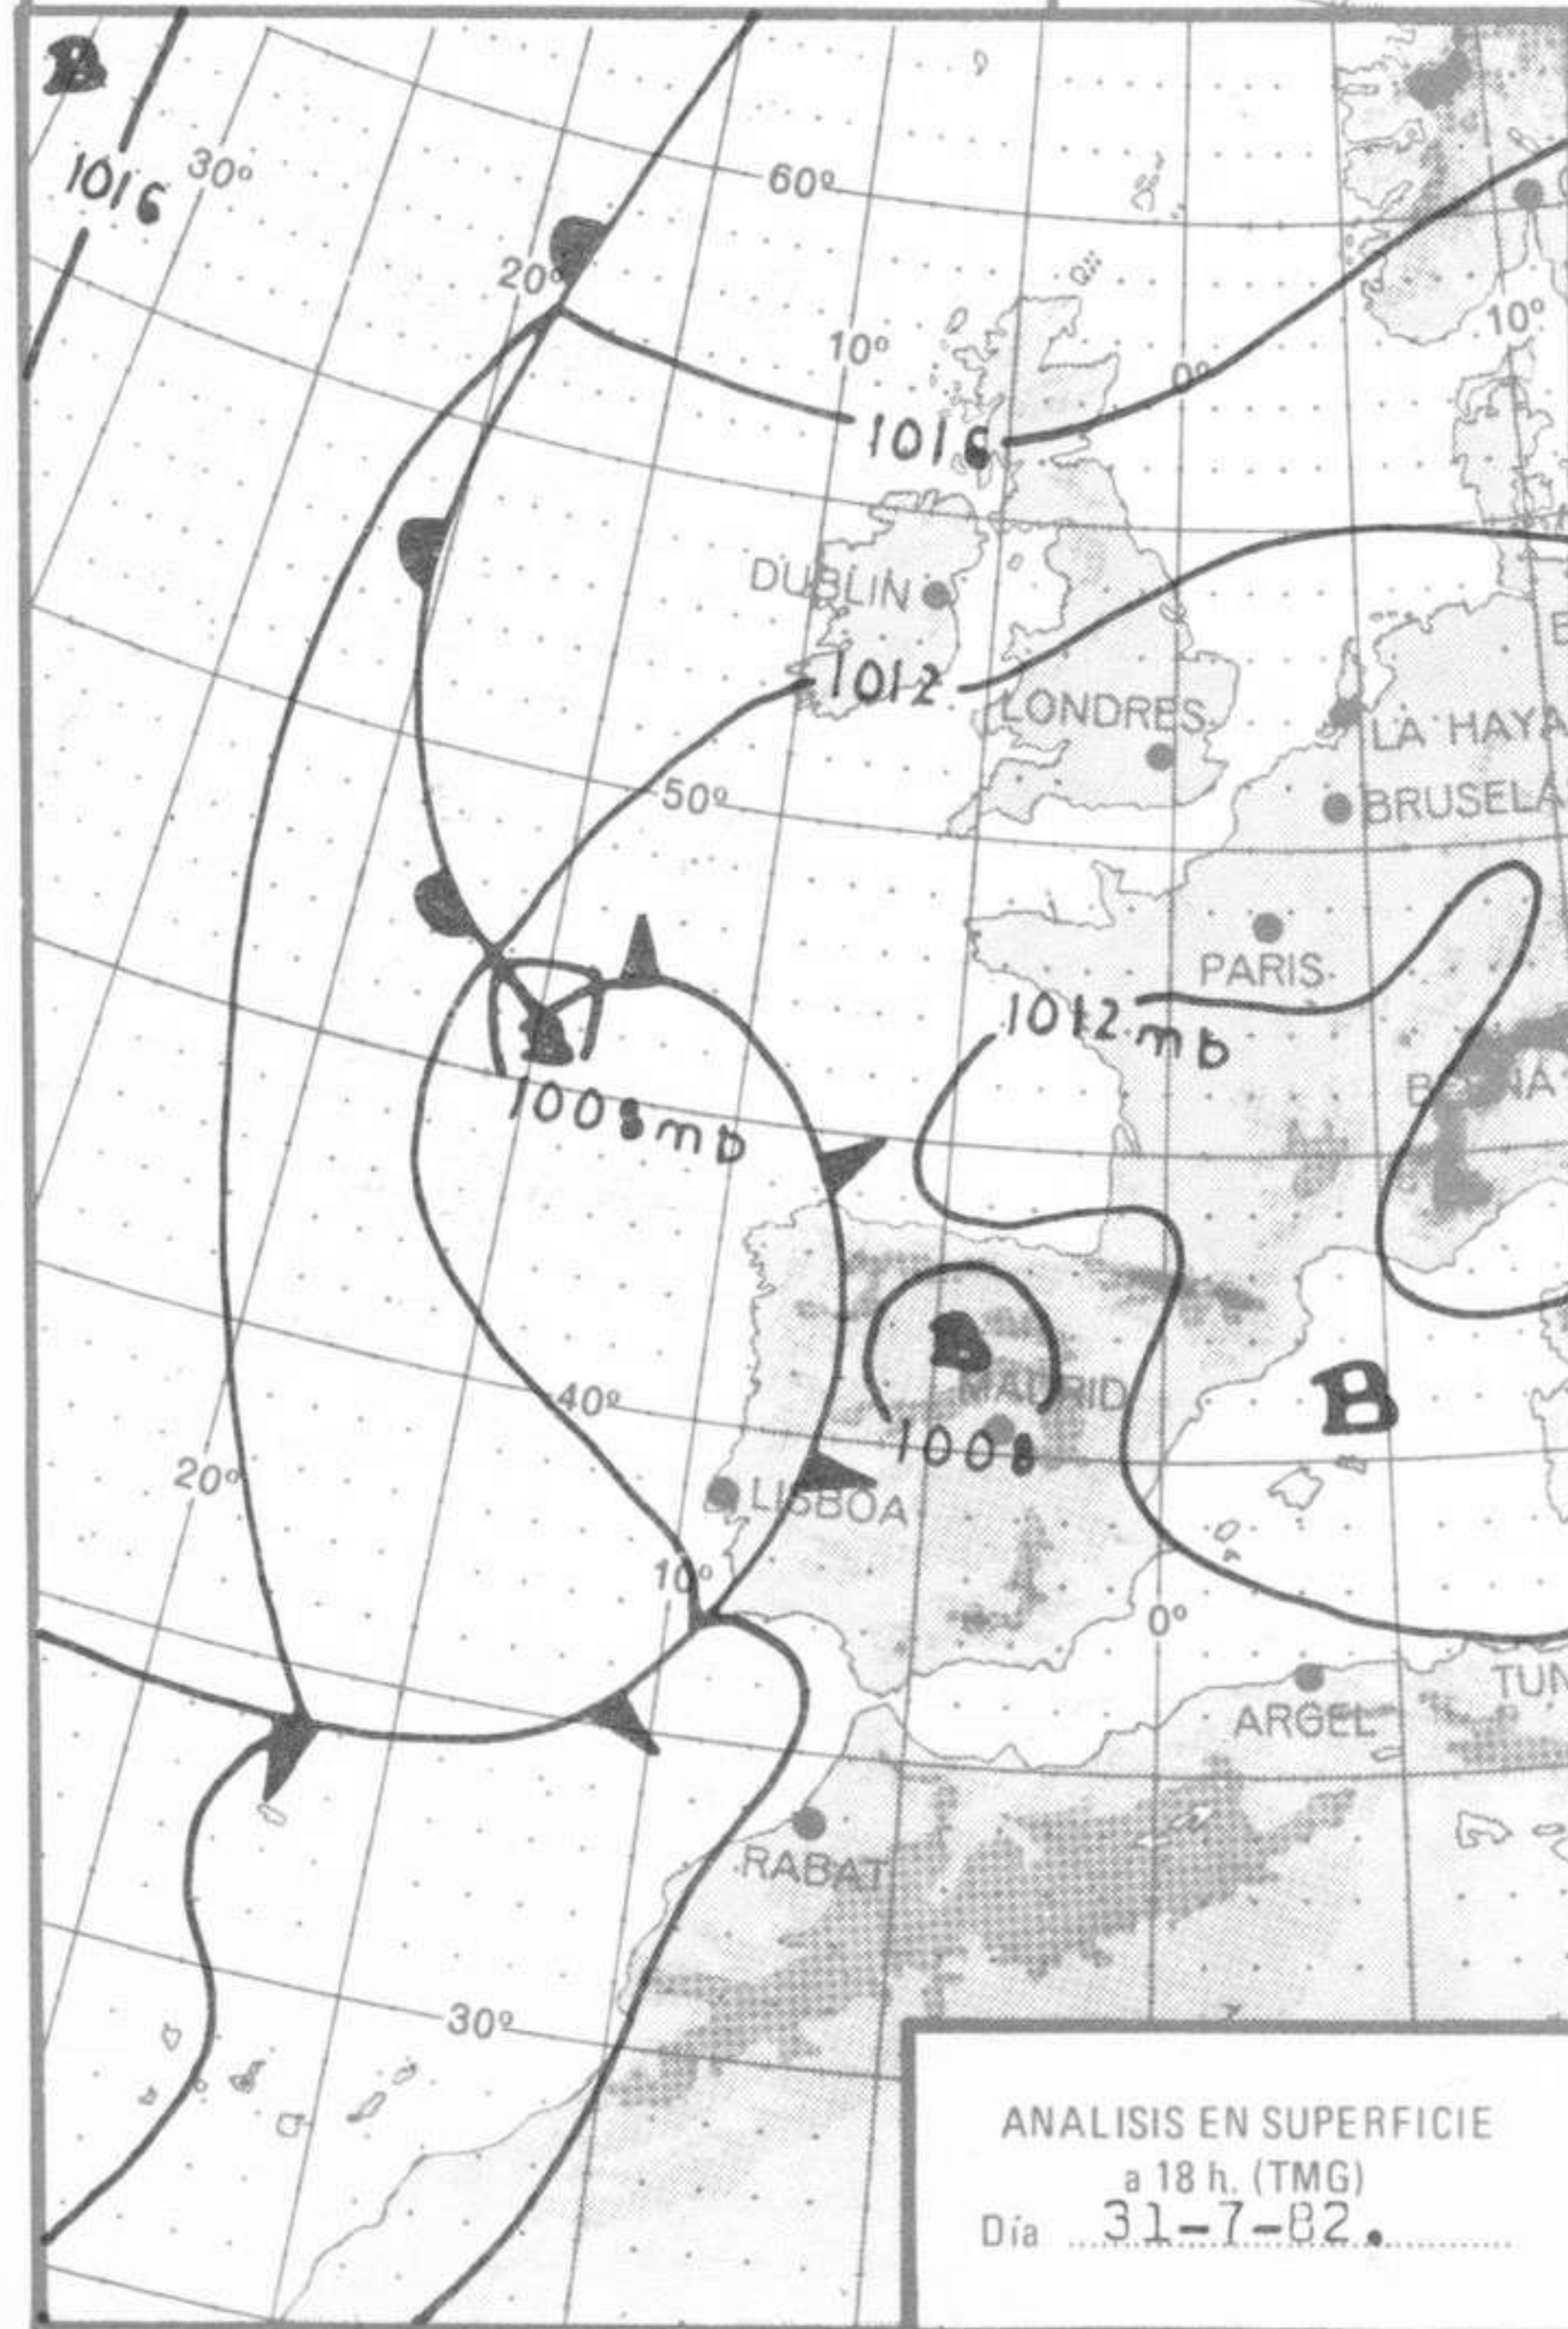 B
1016
30º
60º
20º
10º
10º
0º
1016
DUBLIN
1012
LONDRES
LA HAYA
50º
BRUSELA
PARIS
1012 mb
B
1008 mb
B
MADRID
B
40º
1008
20º
LISBOA
10º
0º
ARGEL
TUN
RABAT
30º
ANALISIS EN SUPERFICIE
a 18 h. (TMG)
Día 31-7-82.